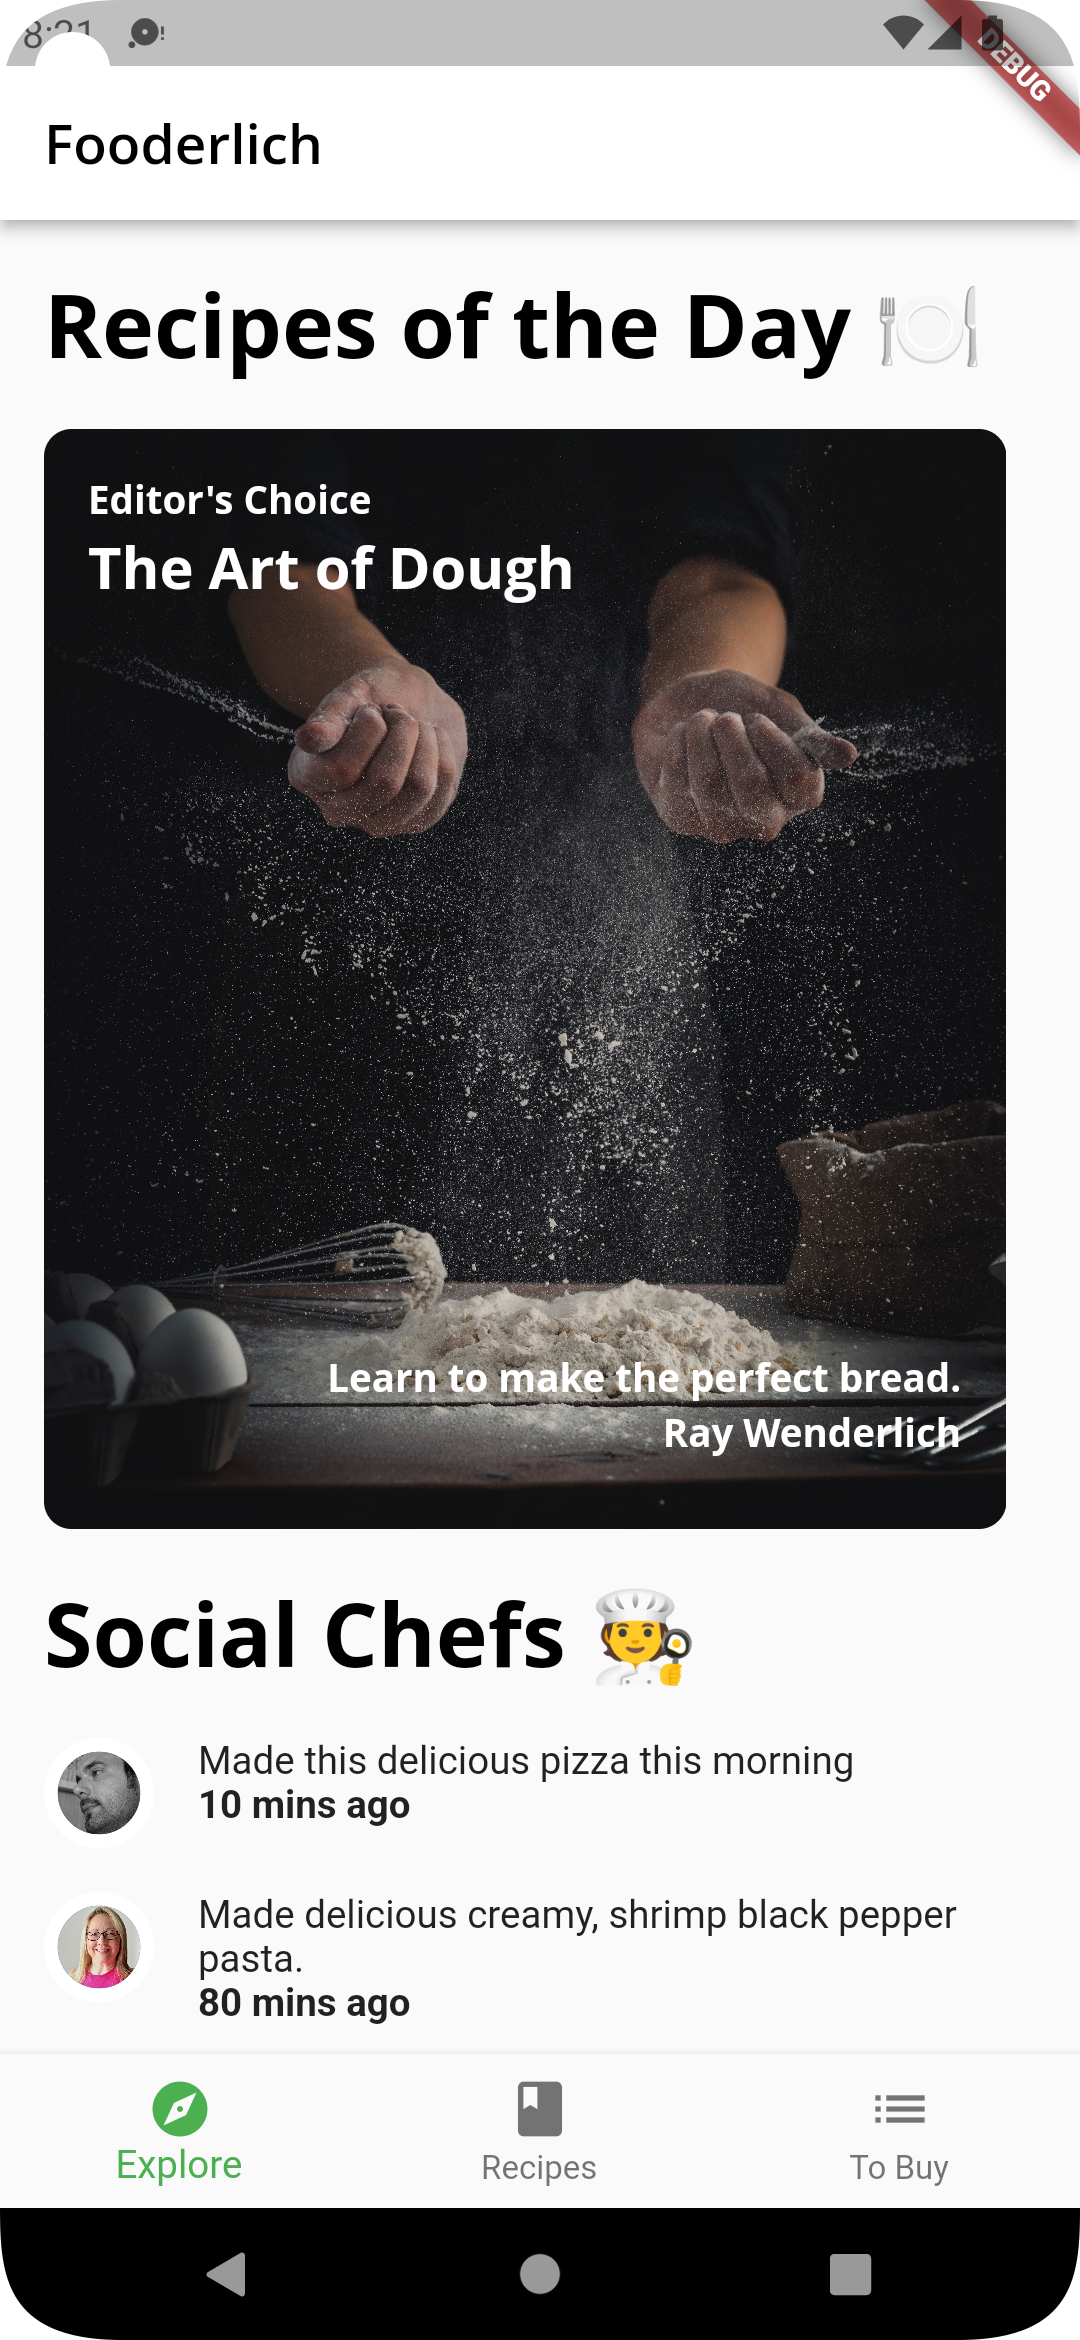 8:21
DEBUG
Fooderlich
Recipes of the Day 🍽
Editor's Choice
The Art of Dough
Learn to make the perfect bread.
Ray Wenderlich
Social Chefs 🧑‍🍳
Made this delicious pizza this morning
10 mins ago
Made delicious creamy, shrimp black pepper
pasta.
80 mins ago
Explore
Recipes
To Buy